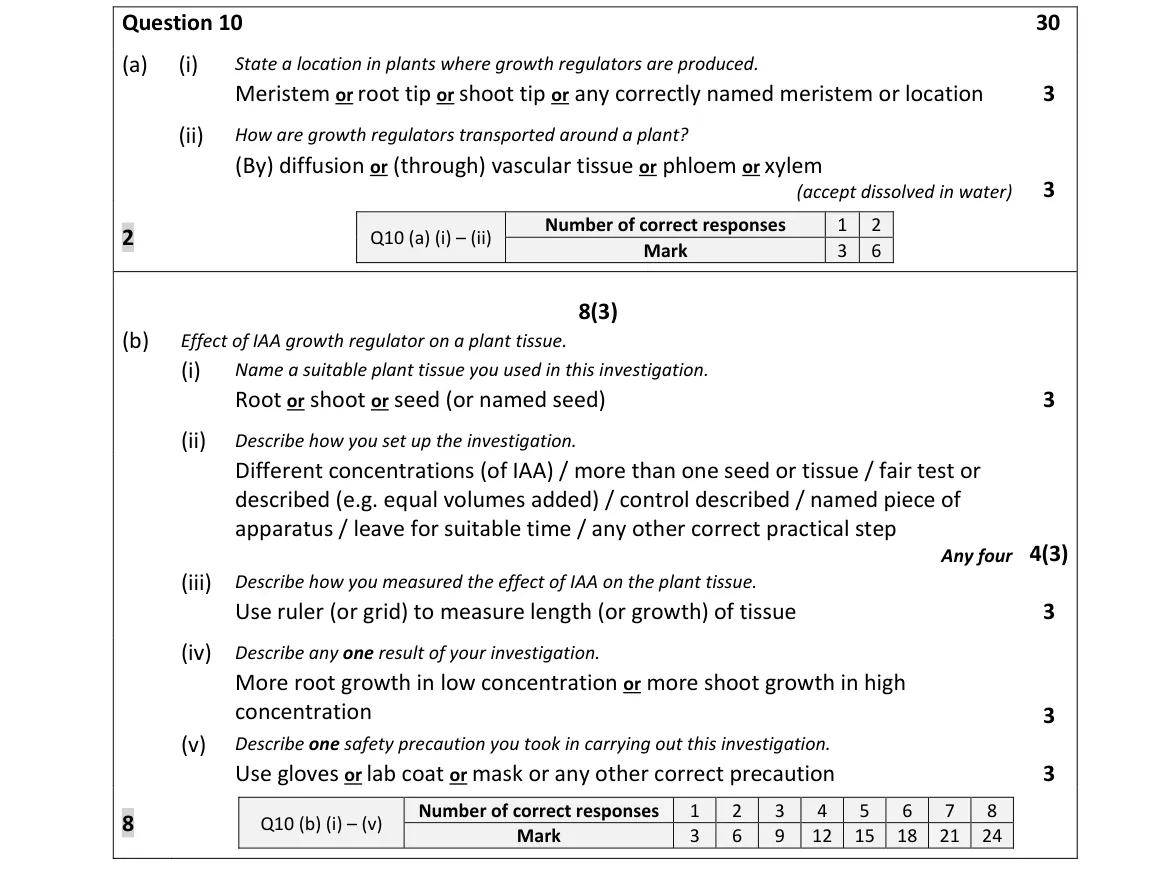 Question 10 30
(a) (i) State a location in plants where growth regulators are produced.
Meristem or root tip or shoot tip or any correctly named meristem or location 3
(ii) How are growth regulators transported around a plant?
(By) diffusion or (through) vascular tissue or phloem or xylem
(accept dissolved in water) 3
2 Q10 (a) (i) – (ii) Number of correct responses 1 2
Mark 3 6
8(3)
(b) Effect of IAA growth regulator on a plant tissue.
(i) Name a suitable plant tissue you used in this investigation.
Root or shoot or seed (or named seed) 3
(ii) Describe how you set up the investigation.
Different concentrations (of IAA) / more than one seed or tissue / fair test or
described (e.g. equal volumes added) / control described / named piece of
apparatus / leave for suitable time / any other correct practical step
Any four 4(3)
(iii) Describe how you measured the effect of IAA on the plant tissue.
Use ruler (or grid) to measure length (or growth) of tissue 3
(iv) Describe any one result of your investigation.
More root growth in low concentration or more shoot growth in high
concentration 3
(v) Describe one safety precaution you took in carrying out this investigation.
Use gloves or lab coat or mask or any other correct precaution 3
8 Q10 (b) (i) – (v) Number of correct responses 1 2 3 4 5 6 7 8
Mark 3 6 9 12 15 18 21 24